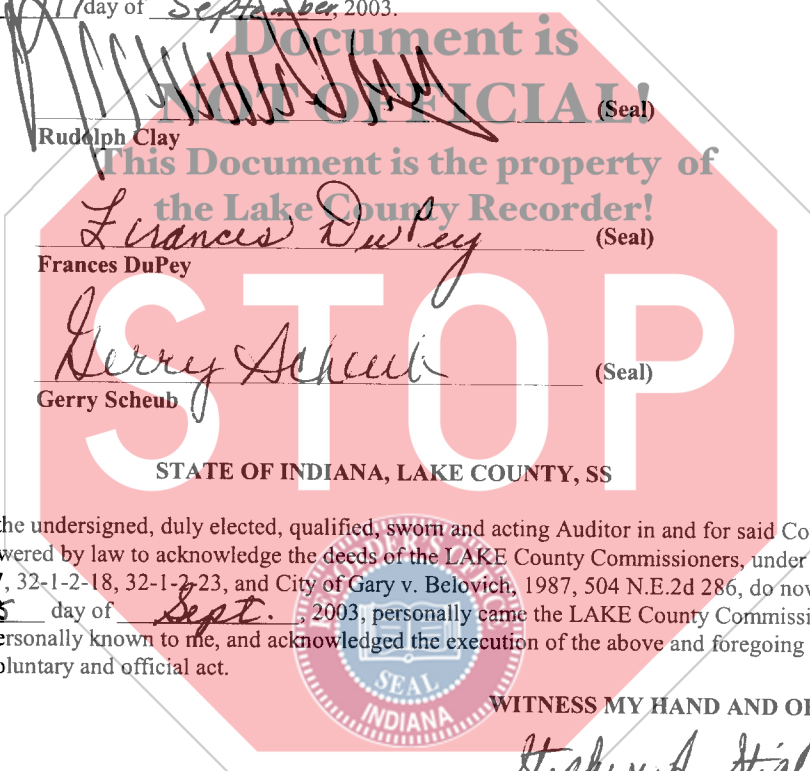 day of September, 2003.
Document is
NOT OFFICIAL!
(Seal)
Rudolph Clay
This Document is the property of
the Lake County Recorder!
Frances DuPey (Seal)
Frances DuPey
STOP
Gerry Scheub (Seal)
Gerry Scheub
STATE OF INDIANA, LAKE COUNTY, SS
the undersigned, duly elected, qualified, sworn and acting Auditor in and for said Co
wered by law to acknowledge the deeds of the LAKE County Commissioners, under
, 32-1-2-18, 32-1-2-23, and City of Gary v. Belovich, 1987, 504 N.E.2d 286, do now
day of Sept. , 2003, personally came the LAKE County Commissi
ersonally known to me, and acknowledged the execution of the above and foregoing
oluntary and official act.
SEAL
INDIANA
WITNESS MY HAND AND OF